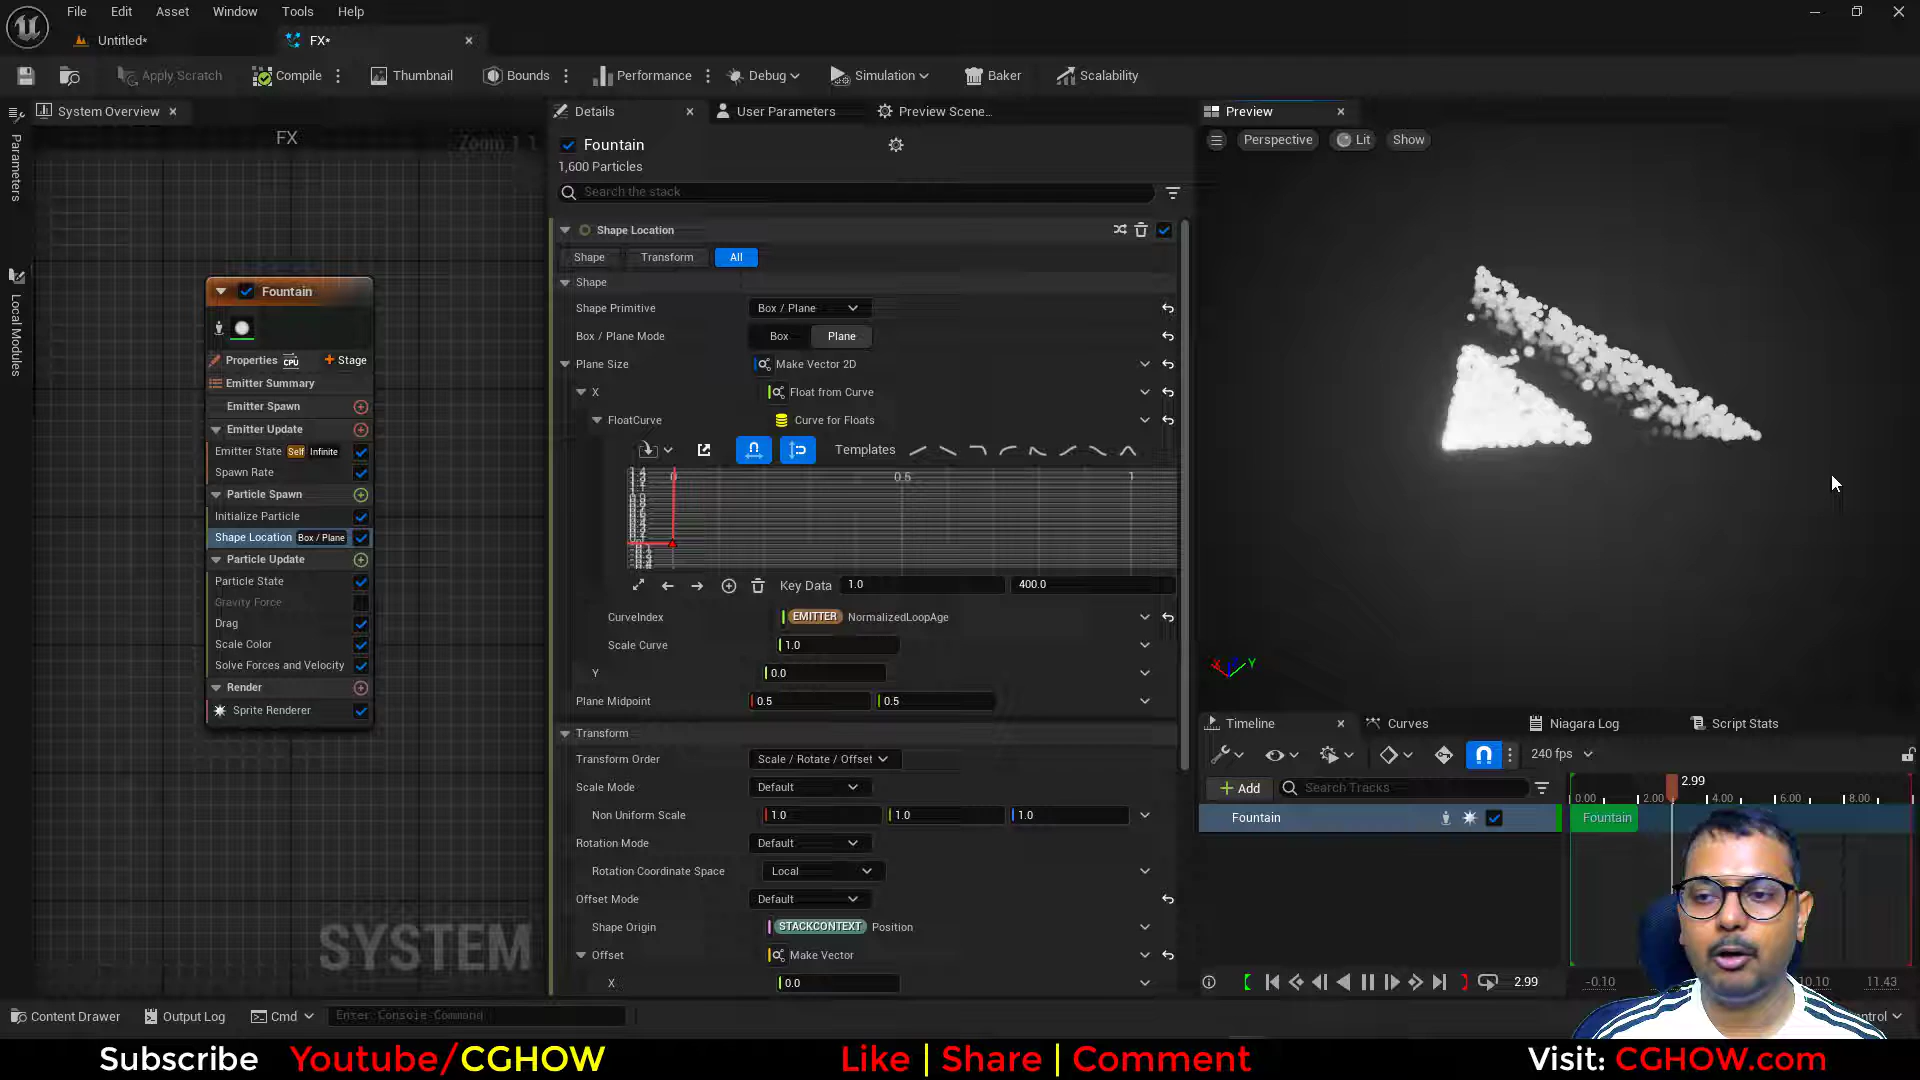 File Edit Asset Window Tools Help
Untitled*
FX*
Apply Scratch
Compile
Thumbnail
Bounds
Performance
Debug
Simulation
Baker
Scalability
System Overview
Details
User Parameters
Preview Scene...
Preview
Parameters
Local Modules
FX
Zoom 1:1
Fountain
1,600 Particles
Search the stack
Perspective
Lit
Show
Shape Location
Shape
Transform
All
Shape
Shape Primitive
Box / Plane
Box / Plane Mode
Box
Plane
Plane Size
Make Vector 2D
X
Float from Curve
FloatCurve
Curve for Floats
Templates
0
0.5
1
Key Data
1.0
400.0
CurveIndex
EMITTER
NormalizedLoopAge
Scale Curve
1.0
Y
0.0
Plane Midpoint
0.5
0.5
Transform
Transform Order
Scale / Rotate / Offset
Scale Mode
Default
Non Uniform Scale
1.0
1.0
1.0
Rotation Mode
Default
Rotation Coordinate Space
Local
Offset Mode
Default
Shape Origin
STACKCONTEXT
Position
Offset
Make Vector
X
0.0
Fountain
Properties
CPU
Stage
Emitter Summary
Emitter Spawn
Emitter Update
Emitter State Self Infinite
Spawn Rate
Particle Spawn
Initialize Particle
Shape Location Box / Plane
Particle Update
Particle State
Gravity Force
Drag
Scale Color
Solve Forces and Velocity
Render
Sprite Renderer
SYSTEM
X
Y
Timeline
Curves
Niagara Log
Script Stats
240 fps
Add
Search Tracks
2.99
0.00
2.00
4.00
6.00
8.00
Fountain
Fountain
2.99
-0.10
10.10
11.43
Content Drawer
Output Log
Cmd
Enter Console Command
Subscribe Youtube/CGHOW
Like | Share | Comment
Visit: CGHOW.com